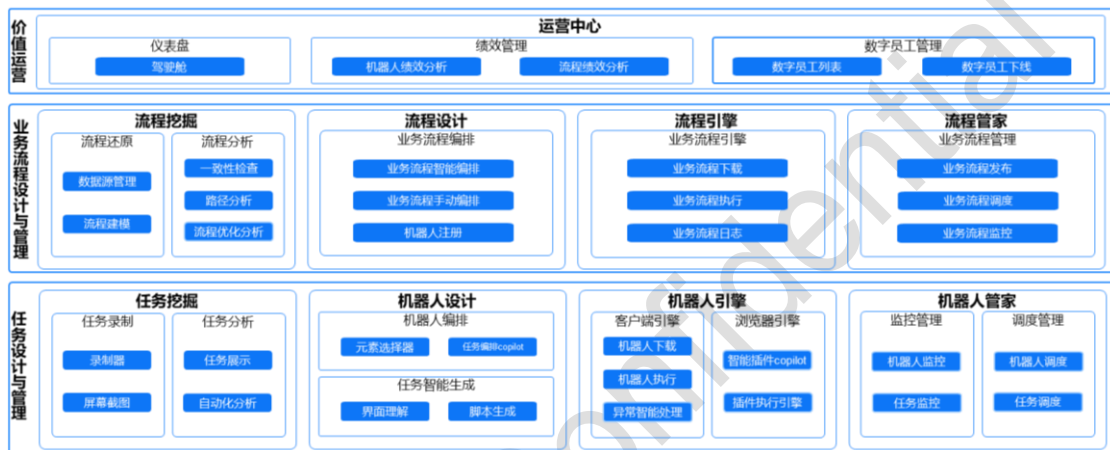 价值运营
运营中心
仪表盘
驾驶舱
绩效管理
机器人绩效分析
流程绩效分析
数字员工管理
数字员工列表
数字员工下线
业务流程设计与管理
流程挖掘
流程还原
数据源管理
流程建模
流程分析
一致性检查
路径分析
流程优化分析
流程设计
业务流程编排
业务流程智能编排
业务流程手动编排
机器人注册
流程引擎
业务流程引擎
业务流程下载
业务流程执行
业务流程日志
流程管家
业务流程管理
业务流程发布
业务流程调度
业务流程监控
任务设计与管理
任务挖掘
任务录制
录制器
屏幕截图
任务分析
任务展示
自动化分析
机器人设计
机器人编排
元素选择器
任务编排copilot
任务智能生成
界面理解
脚本生成
机器人引擎
客户端引擎
机器人下载
机器人执行
异常智能处理
浏览器引擎
智能插件copilot
插件执行引擎
机器人管家
监控管理
机器人监控
任务监控
调度管理
机器人调度
任务调度
Confidential